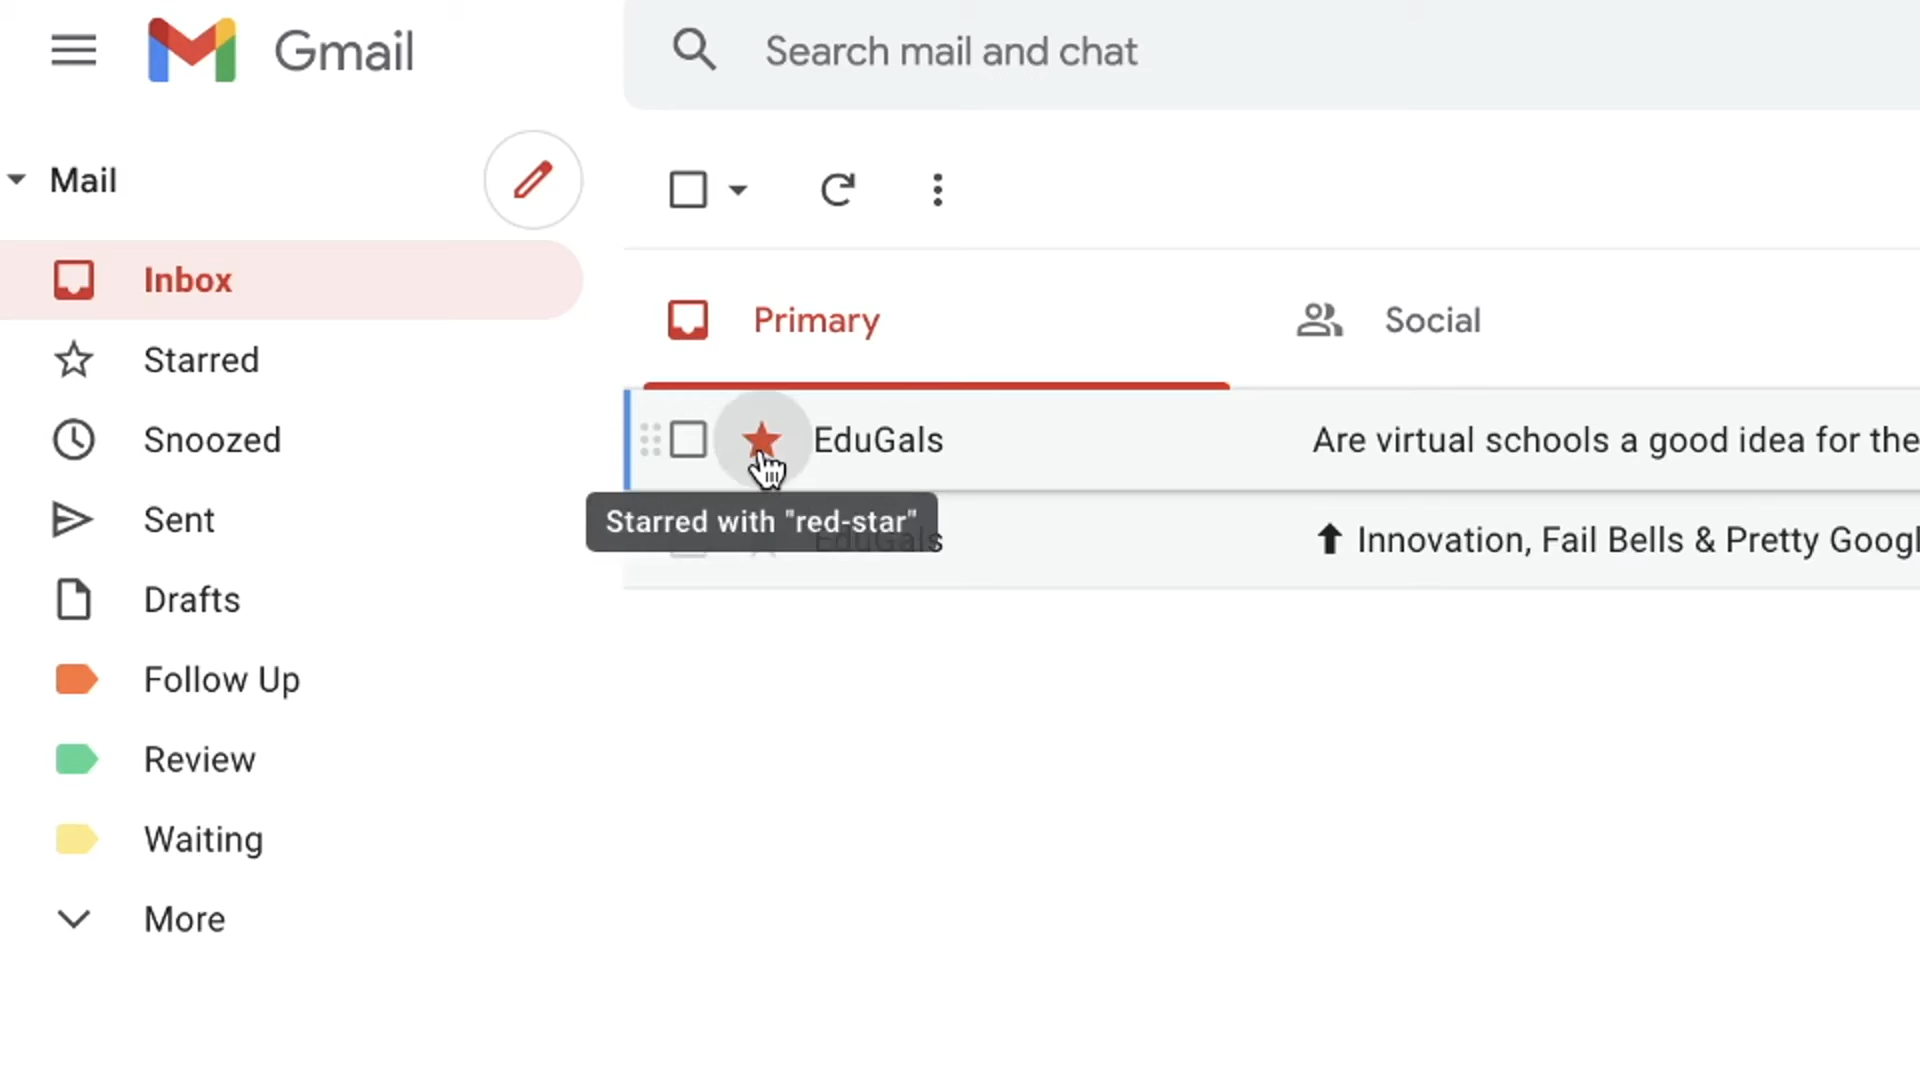 Gmail
Search mail and chat
Mail
Inbox
Starred
Snoozed
Sent
Drafts
Follow Up
Review
Waiting
More
Primary
Social
EduGals
Are virtual schools a good idea for the
Starred with "red-star"
EduGals
Innovation, Fail Bells & Pretty Googl